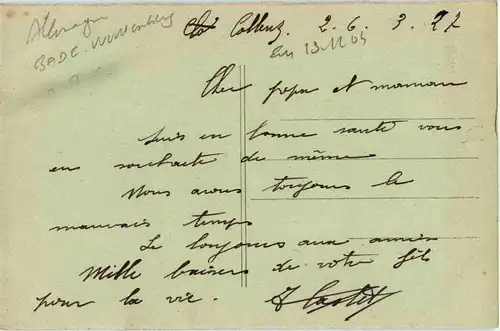 Allemagne
BADE-Wurtemberg
Coblenz 2.6.3.27
Cher papa et maman
Suis en bonne santé vous
en souhaite de même
Nous avons toujours le
mauvais temps
Le bonjours aux amis
Mille baisers de votre fils
pour la vie.